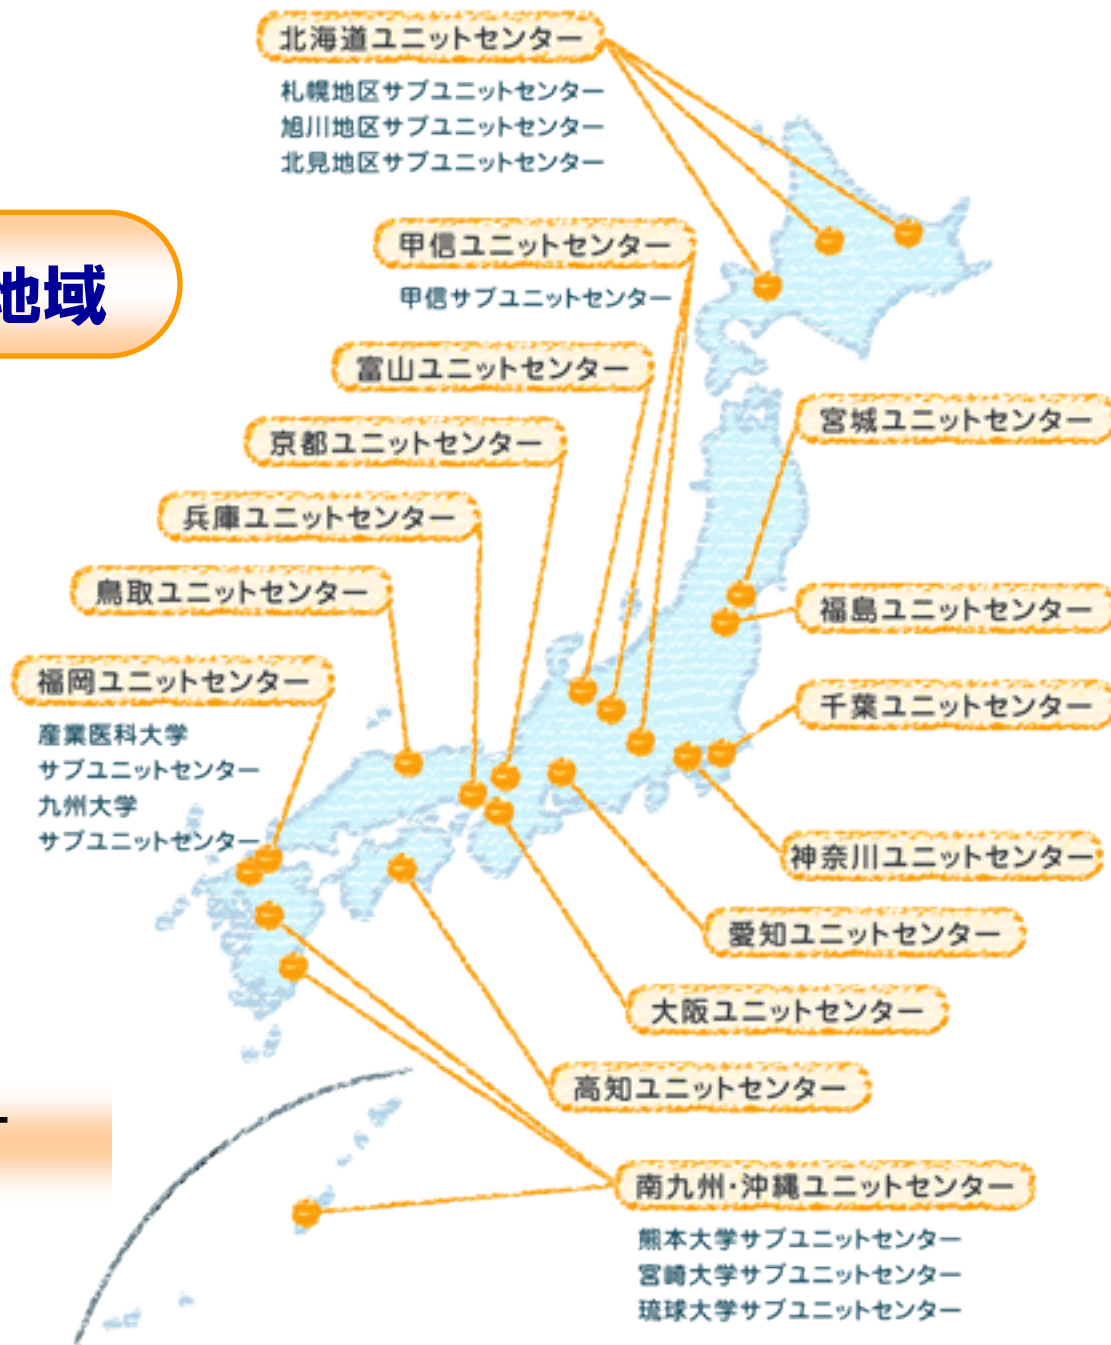 北海道ユニットセンター
札幌地区サブユニットセンター
旭川地区サブユニットセンター
北見地区サブユニットセンター
地域
甲信ユニットセンター
甲信サブユニットセンター
富山ユニットセンター
京都ユニットセンター
兵庫ユニットセンター
鳥取ユニットセンター
福岡ユニットセンター
産業医科大学
サブユニットセンター
九州大学
サブユニットセンター
宮城ユニットセンター
福島ユニットセンター
千葉ユニットセンター
神奈川ユニットセンター
愛知ユニットセンター
大阪ユニットセンター
高知ユニットセンター
南九州・沖縄ユニットセンター
熊本大学サブユニットセンター
宮崎大学サブユニットセンター
琉球大学サブユニットセンター